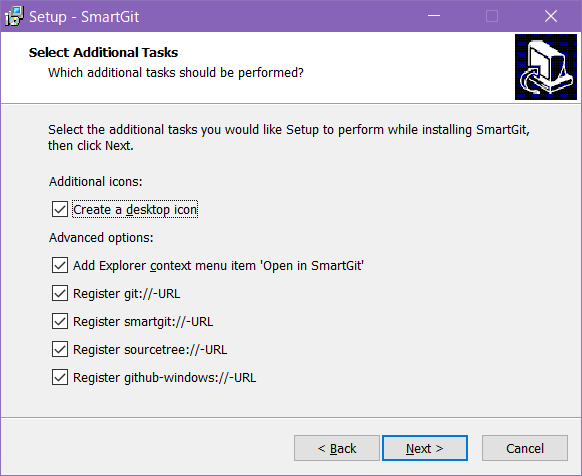 Setup - SmartGit
Select Additional Tasks
Which additional tasks should be performed?
Select the additional tasks you would like Setup to perform while installing SmartGit,
then click Next.
Additional icons:
Create a desktop icon
Advanced options:
Add Explorer context menu item 'Open in SmartGit'
Register git://-URL
Register smartgit://-URL
Register sourcetree://-URL
Register github-windows://-URL
< Back
Next >
Cancel